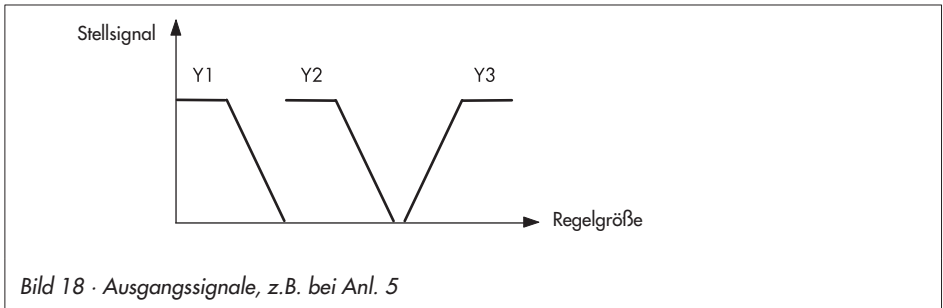 Stellsignal
Y1 Y2 Y3
Regelgröße
Bild 18 · Ausgangssignale, z.B. bei Anl. 5